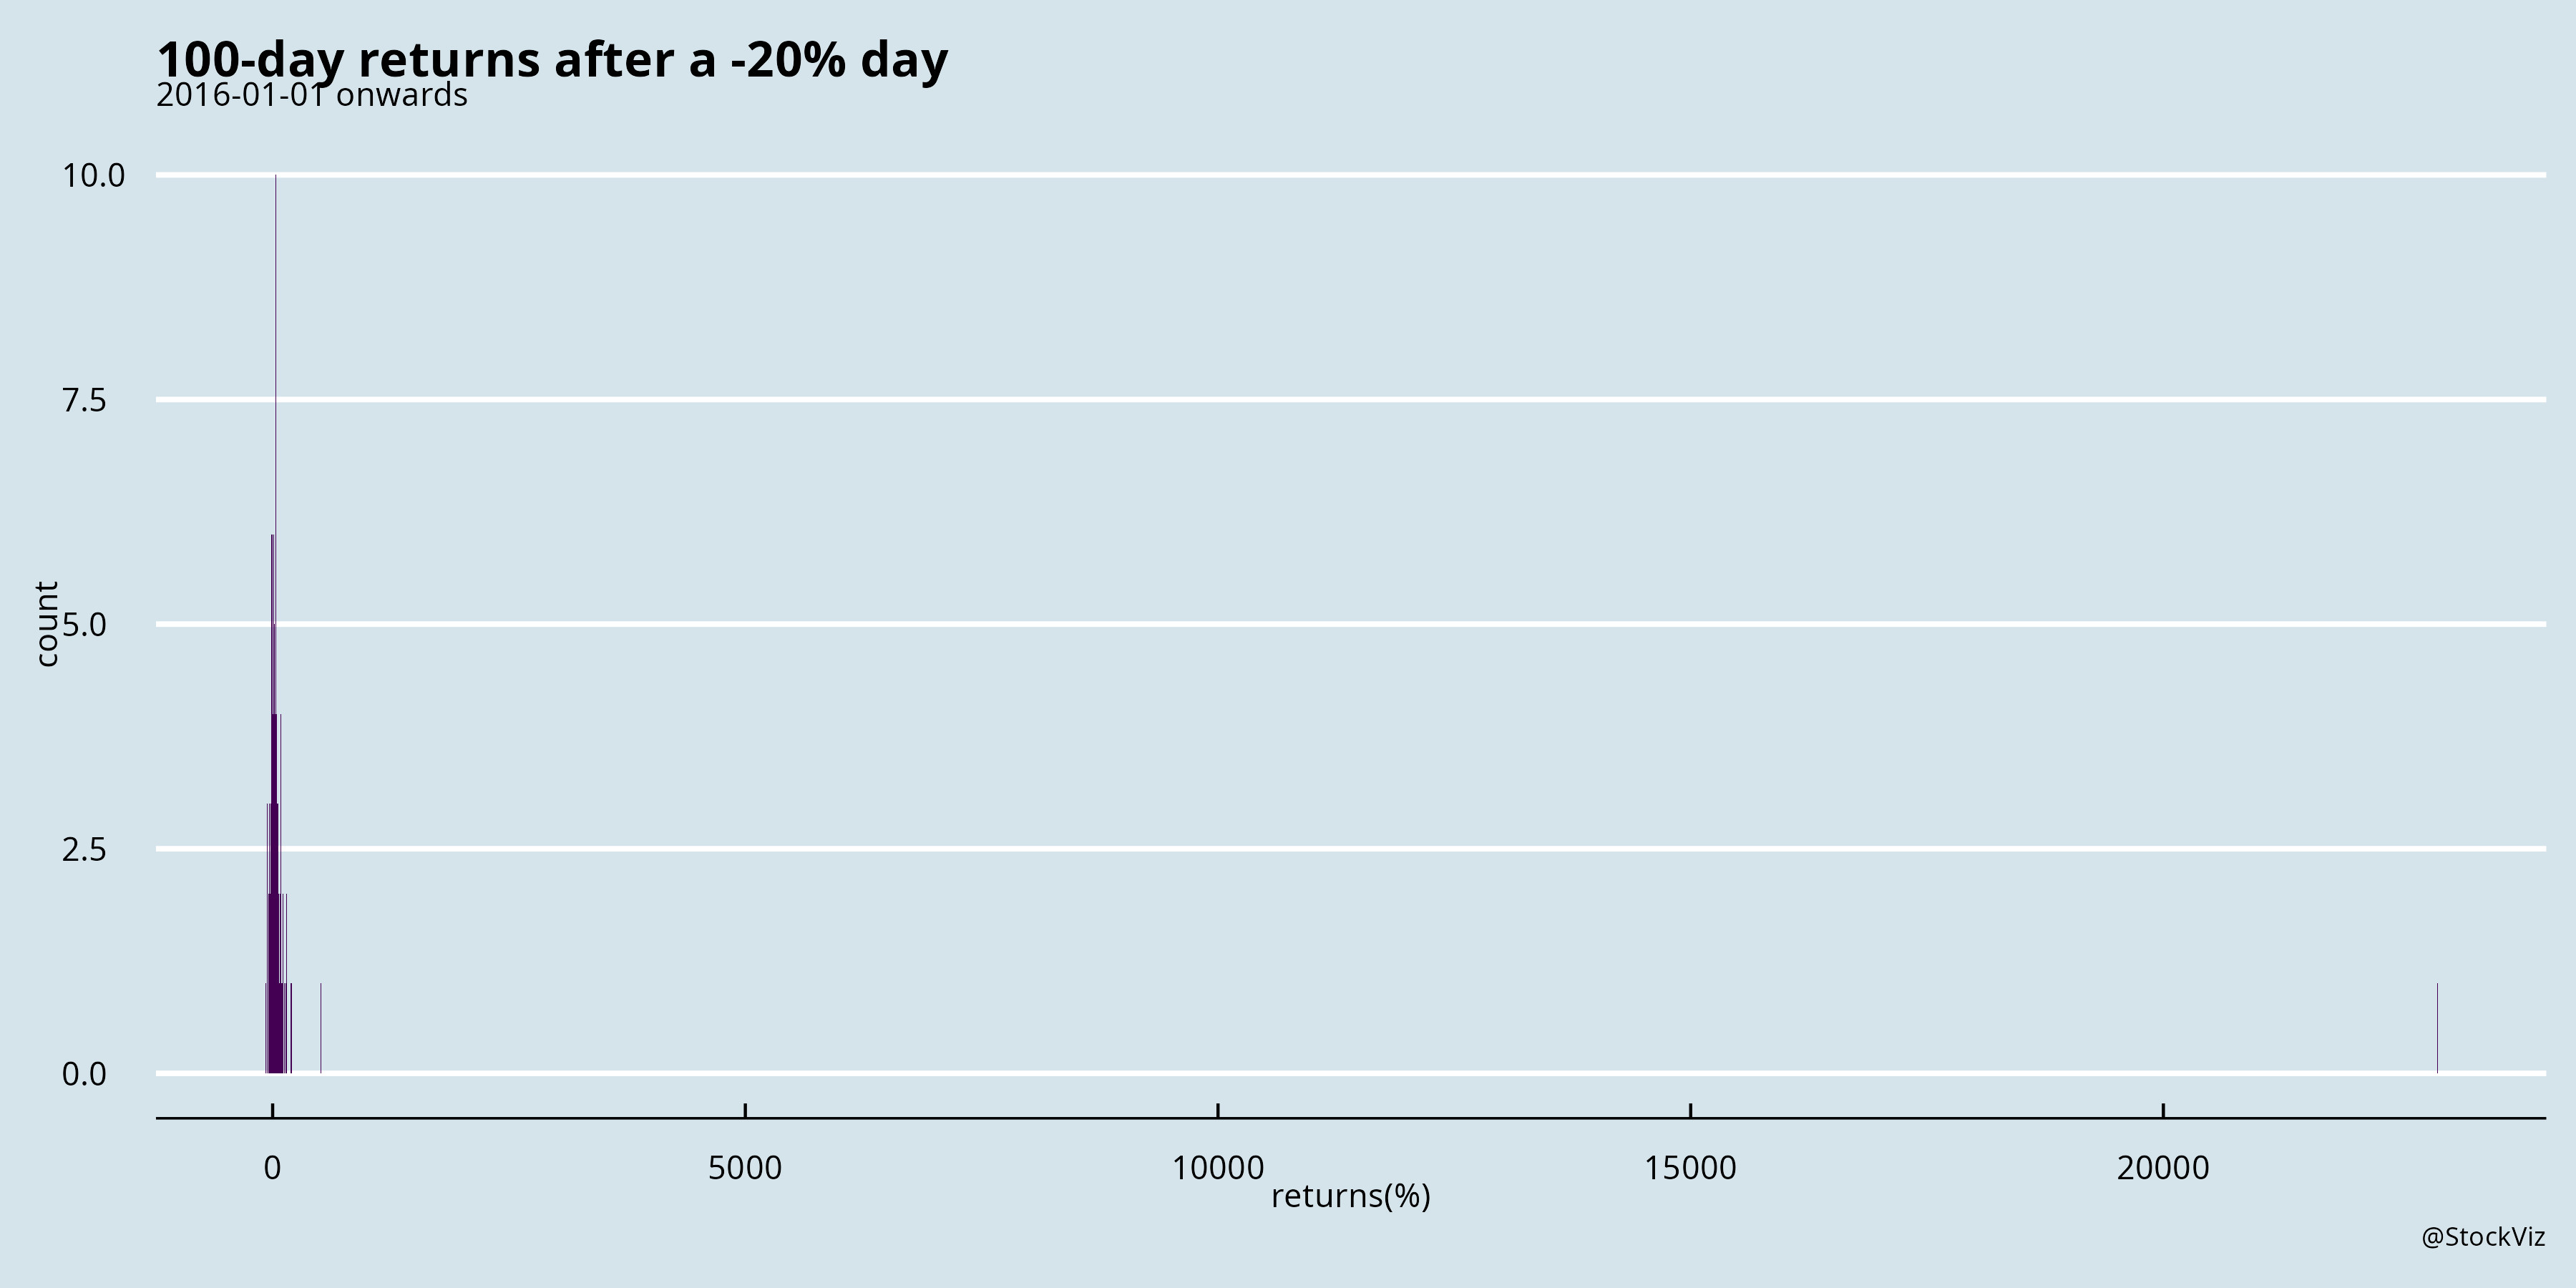 100-day returns after a -20% day
2016-01-01 onwards
10.0
7.5
5.0
2.5
0.0
count
0 5000 10000 15000 20000
returns(%)
@StockViz